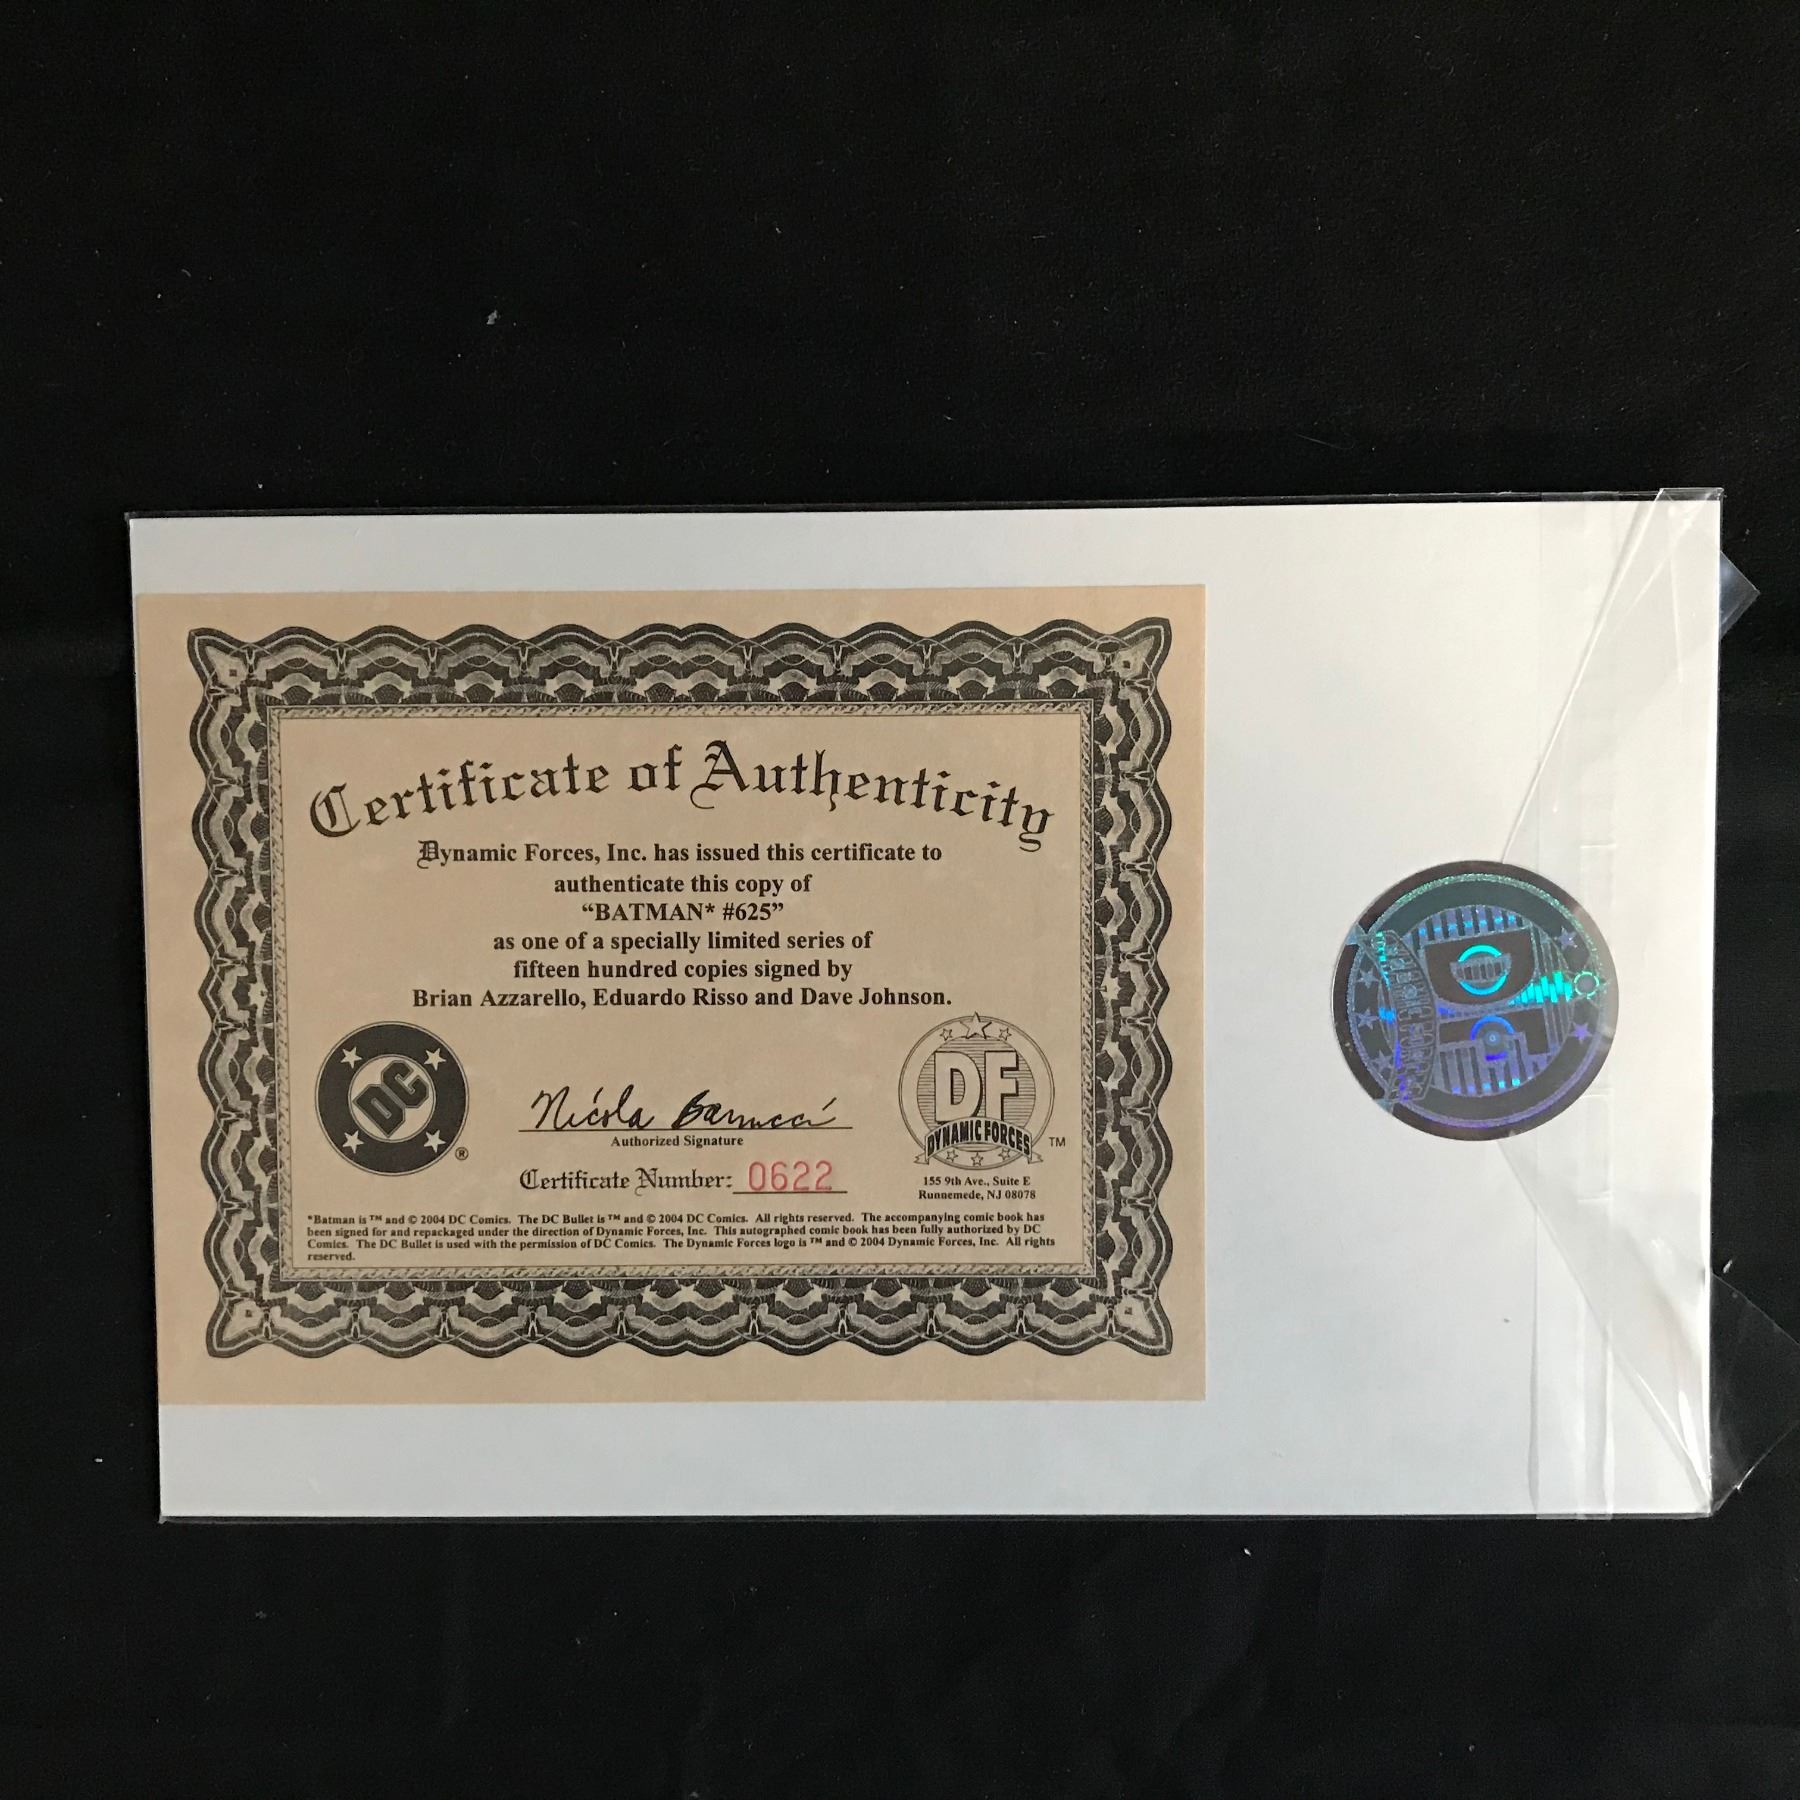 Certificate of Authenticity
Dynamic Forces, Inc. has issued this certificate to
authenticate this copy of
“BATMAN* #625”
as one of a specially limited series of
fifteen hundred copies signed by
Brian Azzarello, Eduardo Risso and Dave Johnson.
DC
®
Nicola Barrucci
Authorized Signature
Certificate Number: 0622
DF
DYNAMIC FORCES
TM
155 9th Ave., Suite E
Runnemede, NJ 08078
*Batman is ™ and © 2004 DC Comics. The DC Bullet is ™ and © 2004 DC Comics. All rights reserved. The accompanying comic book has
been signed for and repackaged under the direction of Dynamic Forces, Inc. This autographed comic book has been fully authorized by DC
Comics. The DC Bullet is used with the permission of DC Comics. The Dynamic Forces logo is ™ and © 2004 Dynamic Forces, Inc. All rights
reserved.
DF
DYNAMIC FORCES